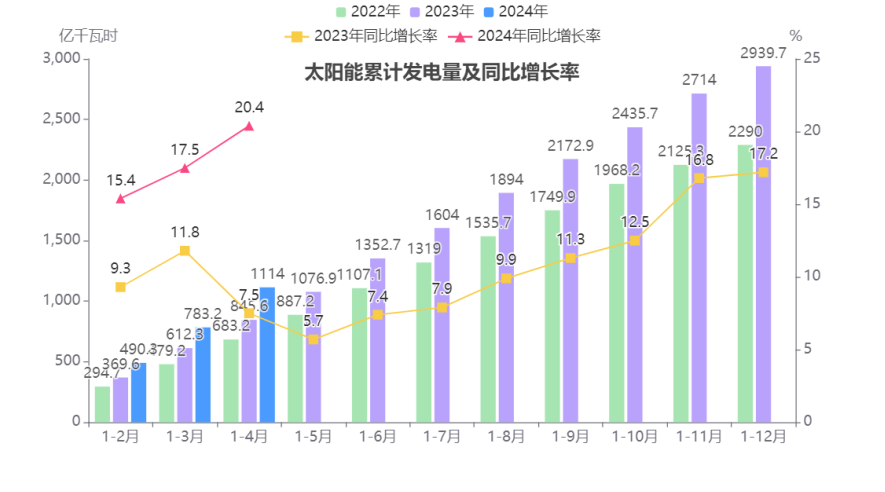 2022年 2023年 2024年
2023年同比增长率 2024年同比增长率
亿千瓦时 %
太阳能累计发电量及同比增长率
3,000 25
2,500 20
2,000 15
1,500 10
1,000 5
500
0 0
294.7 369.6 490.3
479.2 612.3 783.2
683.2 845.6 1114
887.2 1076.9
1107.1 1352.7
1319 1604
1535.7 1894
1749.9 2172.9
1968.2 2435.7
2125.3 2714
2290 2939.7
15.4 17.5 20.4
9.3 11.8 7.5 5.7 7.4 7.9 9.9 11.3 12.5 16.8 17.2
1-2月 1-3月 1-4月 1-5月 1-6月 1-7月 1-8月 1-9月 1-10月 1-11月 1-12月